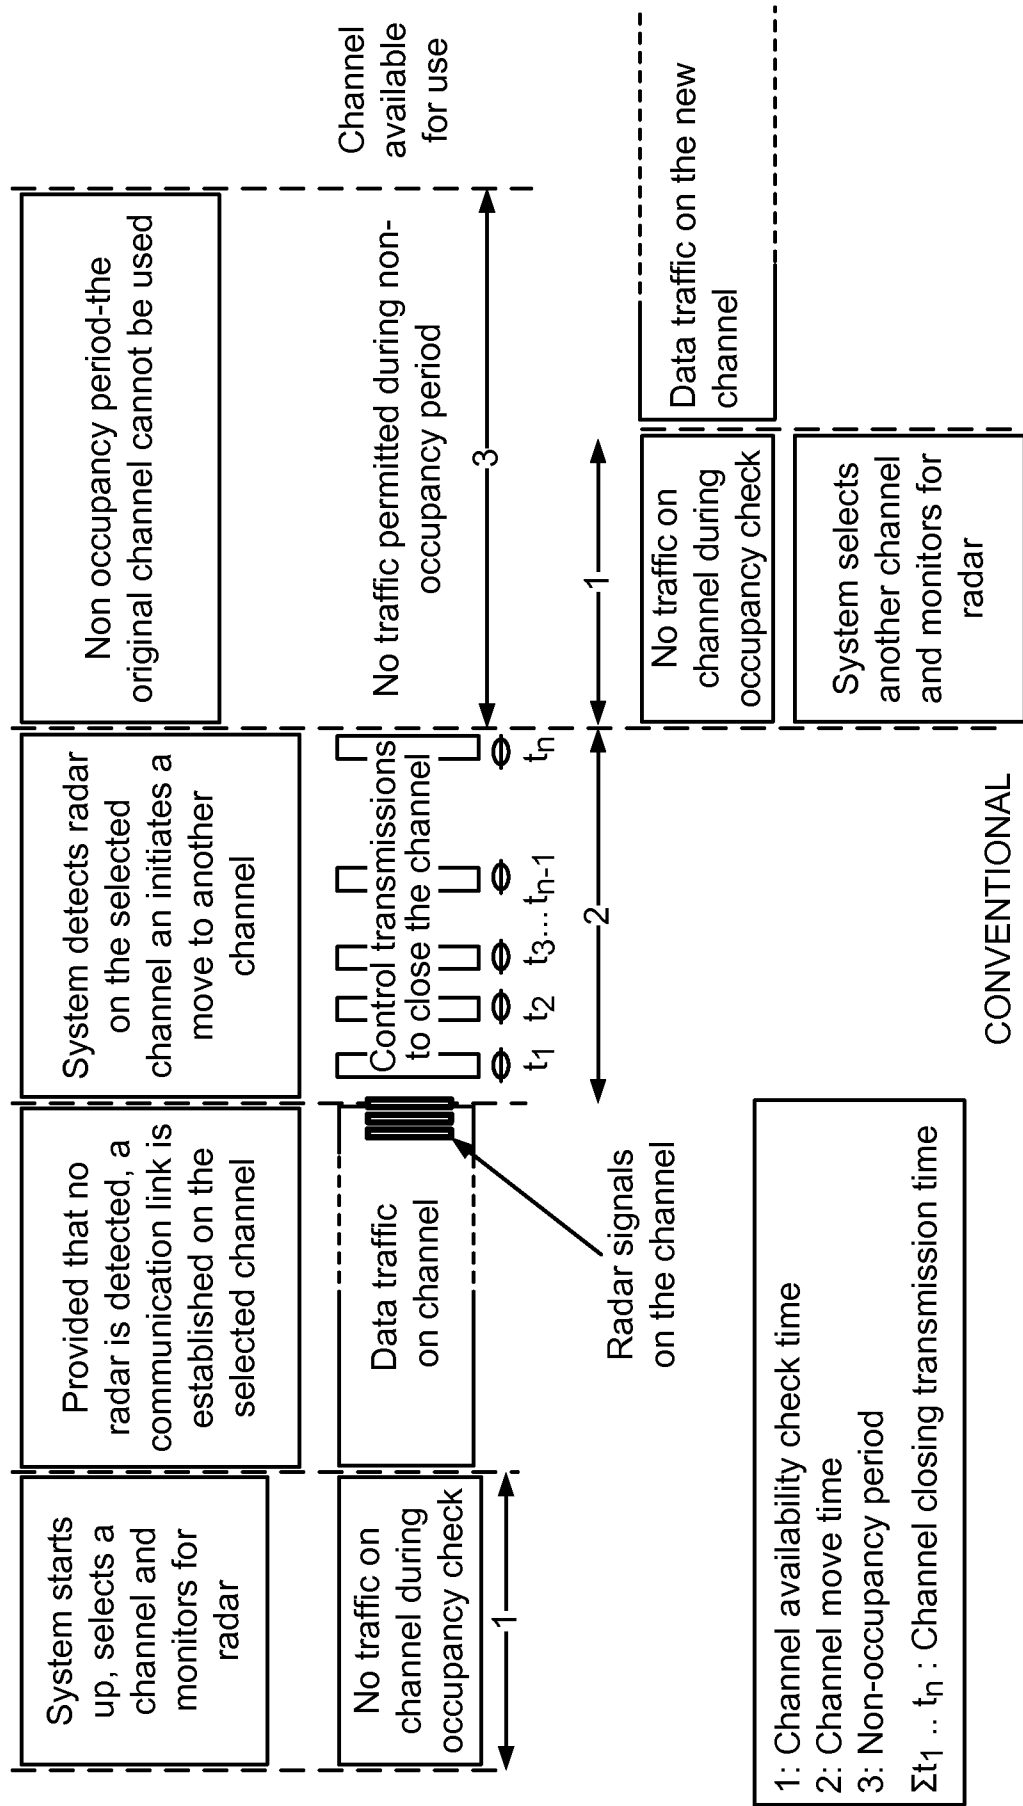 System starts
up, selects a
channel and
monitors for
radar
Provided that no
radar is detected, a
communication link is
established on the
selected channel
System detects radar
on the selected
channel an initiates a
move to another
channel
Non occupancy period-the
original channel cannot be used
No traffic on
channel during
occupancy check
Data traffic
on channel
Control transmissions
to close the channel
No traffic permitted during non-
occupancy period
Channel
available
for use
t1 t2 t3... tn-1 tn
1
2
3
Radar signals
on the channel
1
No traffic on
channel during
occupancy check
Data traffic on the new
channel
System selects
another channel
and monitors for
radar
1: Channel availability check time
2: Channel move time
3: Non-occupancy period
Σt1 .. tn : Channel closing transmission time
CONVENTIONAL